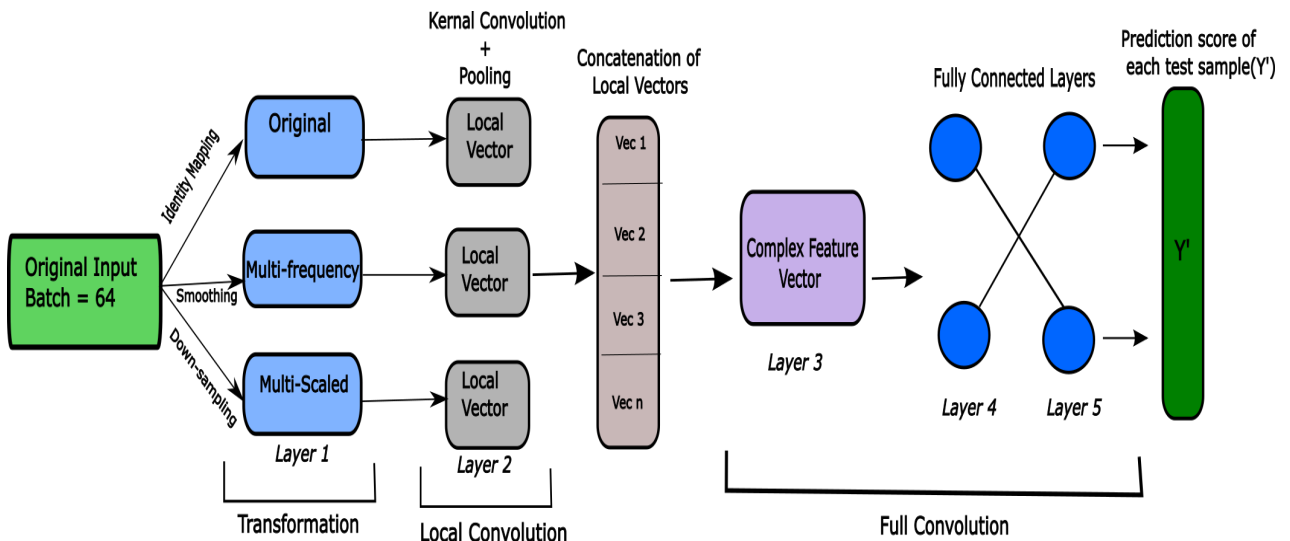 Original Input
Batch = 64
Identity Mapping
Smoothing
Down-sampling
Original
Multi-frequency
Multi-Scaled
Layer 1
Transformation
Kernal Convolution
+
Pooling
Local
Vector
Local
Vector
Local
Vector
Layer 2
Local Convolution
Concatenation of
Local Vectors
Vec 1
Vec 2
Vec 3
Vec n
Complex Feature
Vector
Layer 3
Fully Connected Layers
Layer 4
Layer 5
Full Convolution
Prediction score of
each test sample(Y')
Y'